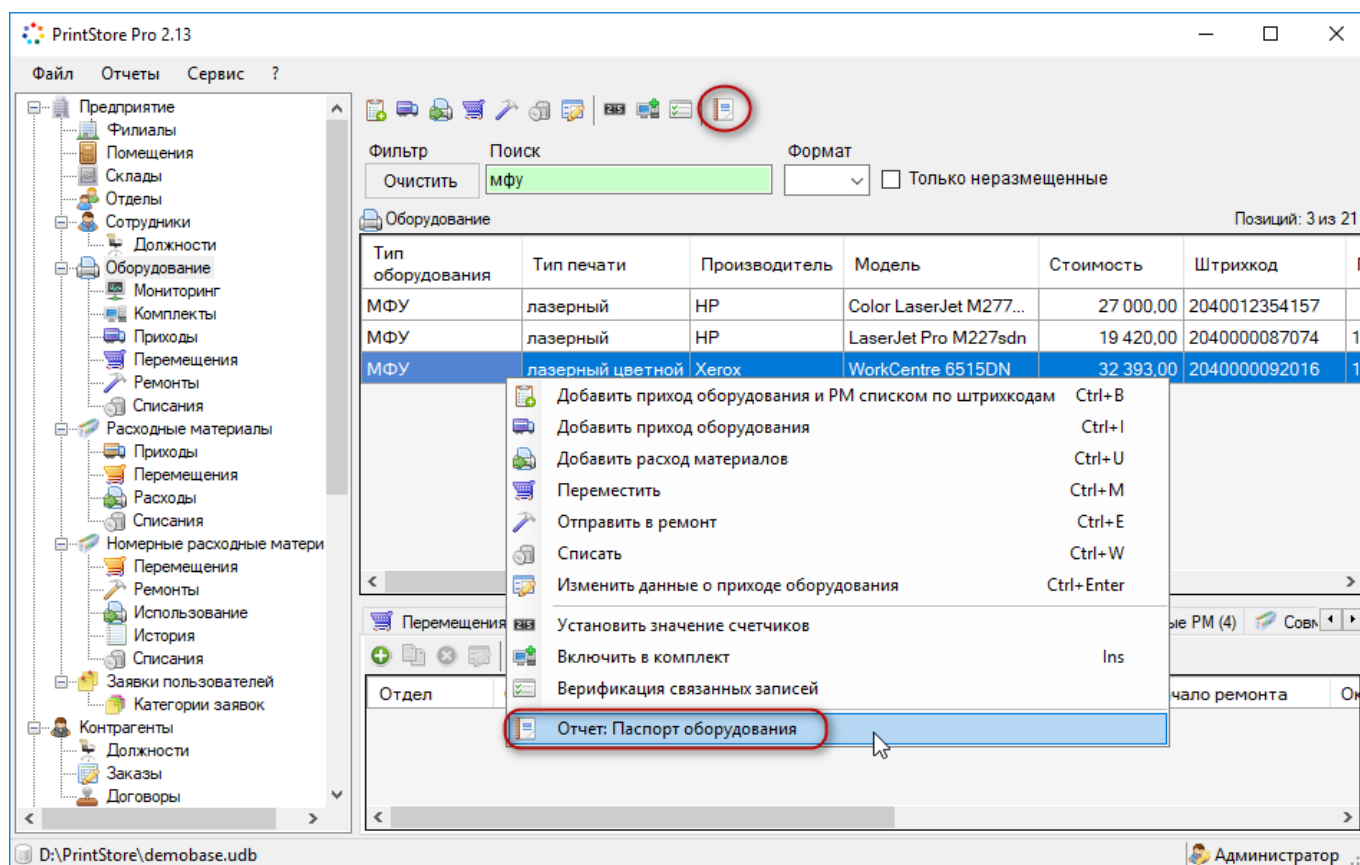 PrintStore Pro 2.13
Файл Отчеты Сервис ?
Предприятие
Филиалы
Помещения
Склады
Отделы
Сотрудники
Должности
Оборудование
Мониторинг
Комплекты
Приходы
Перемещения
Ремонты
Списания
Расходные материалы
Приходы
Перемещения
Расходы
Списания
Номерные расходные матери
Перемещения
Ремонты
Использование
История
Списания
Заявки пользователей
Категории заявок
Контрагенты
Должности
Заказы
Договоры
Фильтр Поиск Формат
Очистить мфу Только неразмещенные
Оборудование Позиций: 3 из 21
Тип оборудования Тип печати Производитель Модель Стоимость Штрихкод
МФУ лазерный HP Color LaserJet M277... 27 000,00 2040012354157
МФУ лазерный HP LaserJet Pro M227sdn 19 420,00 2040000087074 1
МФУ лазерный цветной Xerox WorkCentre 6515DN 32 393,00 2040000092016 1
Добавить приход оборудования и РМ списком по штрихкодам Ctrl+B
Добавить приход оборудования Ctrl+I
Добавить расход материалов Ctrl+U
Переместить Ctrl+M
Отправить в ремонт Ctrl+E
Списать Ctrl+W
Изменить данные о приходе оборудования Ctrl+Enter
Установить значение счетчиков
Включить в комплект Ins
Верификация связанных записей
Отчет: Паспорт оборудования
Перемещения ые РМ (4) Совм
Отдел чало ремонта Ок
D:\PrintStore\demobase.udb Администратор